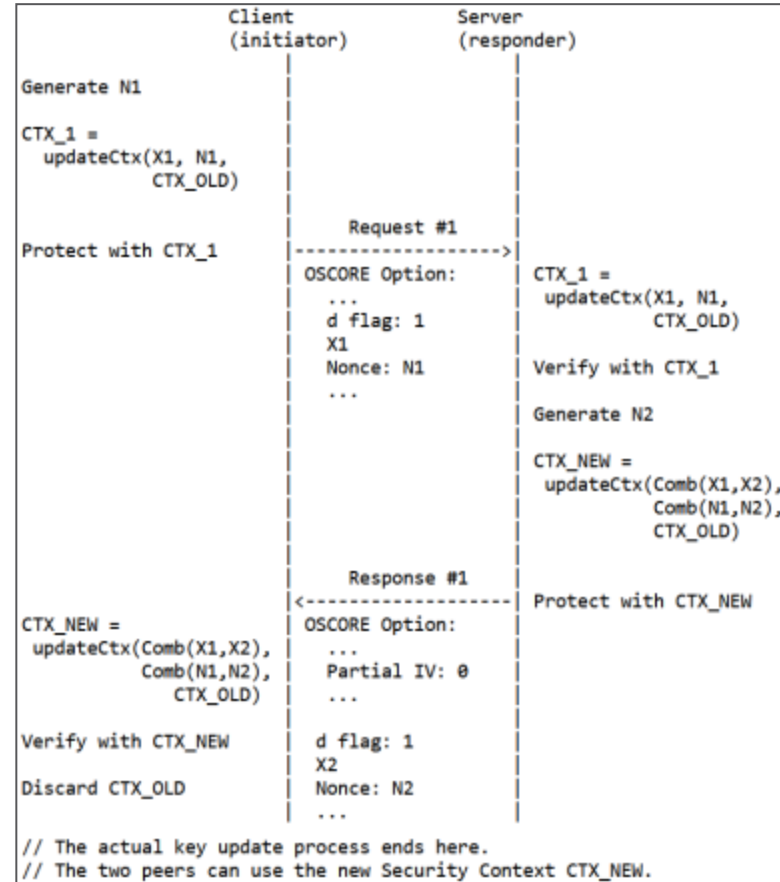 Client Server
(initiator) (responder)
Generate N1
CTX_1 =
updateCtx(X1, N1,
CTX_OLD)
Request #1
Protect with CTX_1 |-------------------->|
OSCORE Option: CTX_1 =
... updateCtx(X1, N1,
d flag: 1 CTX_OLD)
X1
Nonce: N1 Verify with CTX_1
...
Generate N2
CTX_NEW =
updateCtx(Comb(X1,X2),
Comb(N1,N2),
CTX_OLD)
Response #1
<--------------------| Protect with CTX_NEW
CTX_NEW = OSCORE Option:
updateCtx(Comb(X1,X2), ...
Comb(N1,N2), Partial IV: 0
CTX_OLD) ...
Verify with CTX_NEW d flag: 1
X2
Discard CTX_OLD Nonce: N2
...
// The actual key update process ends here.
// The two peers can use the new Security Context CTX_NEW.